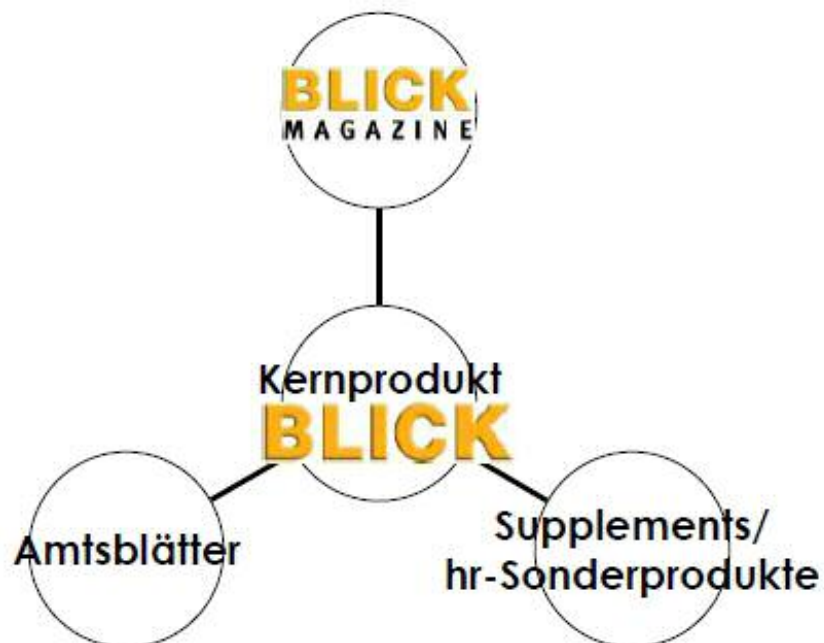 BLICK
MAGAZINE
Kernprodukt
BLICK
Amtsblätter
Supplements/
hr-Sonderprodukte